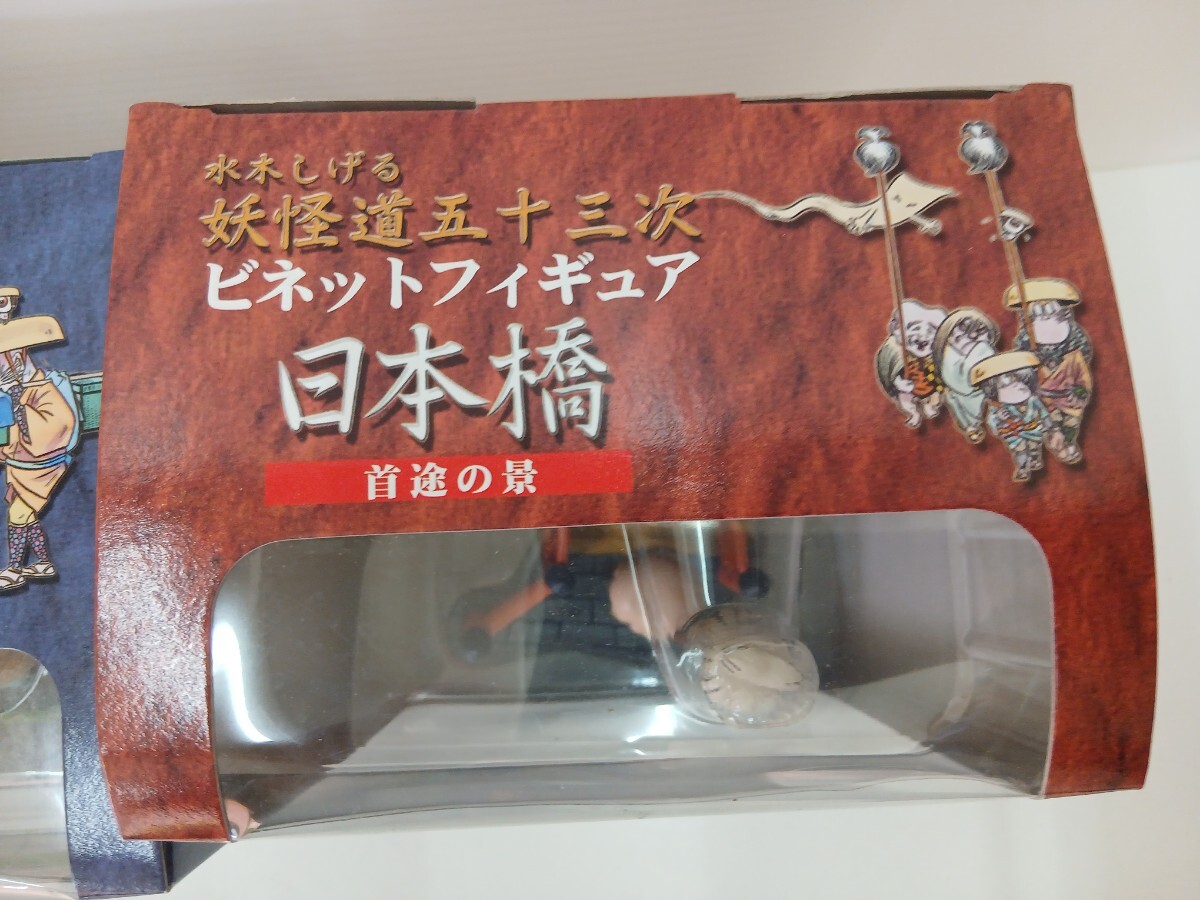 水木しげる
妖怪道五十三次
ビネットフィギュア
日本橋
首途の景